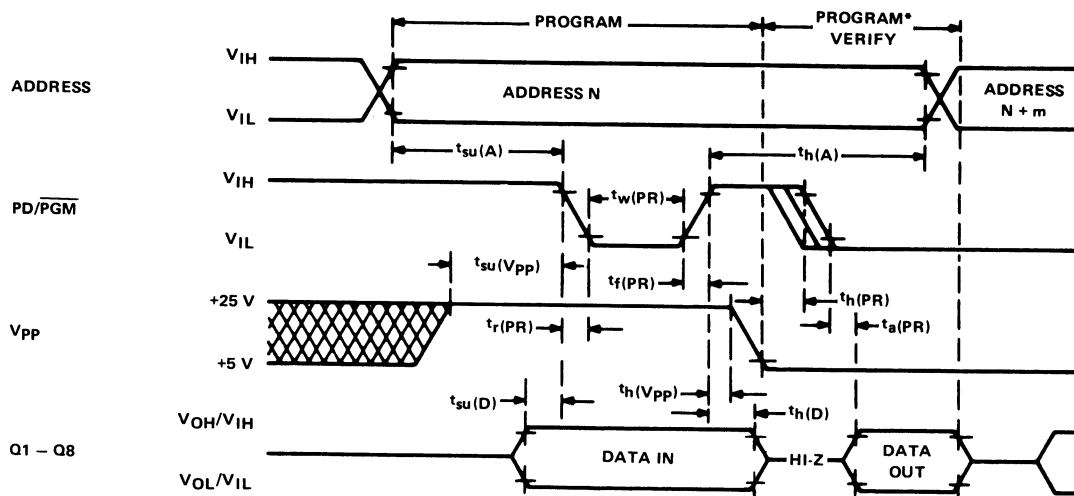 PROGRAM
PROGRAM*
VERIFY
VIH
ADDRESS
ADDRESS N
ADDRESS
N + m
VIL
tsu(A)
th(A)
VIH
PD/PGM
tw(PR)
VIL
tsu(VPP)
tf(PR)
th(PR)
+25 V
VPP
tr(PR)
ta(PR)
+5 V
tsu(D)
th(VPP)
th(D)
VOH/VIH
Q1 – Q8
DATA IN
HI-Z
DATA
OUT
VOL/VIL